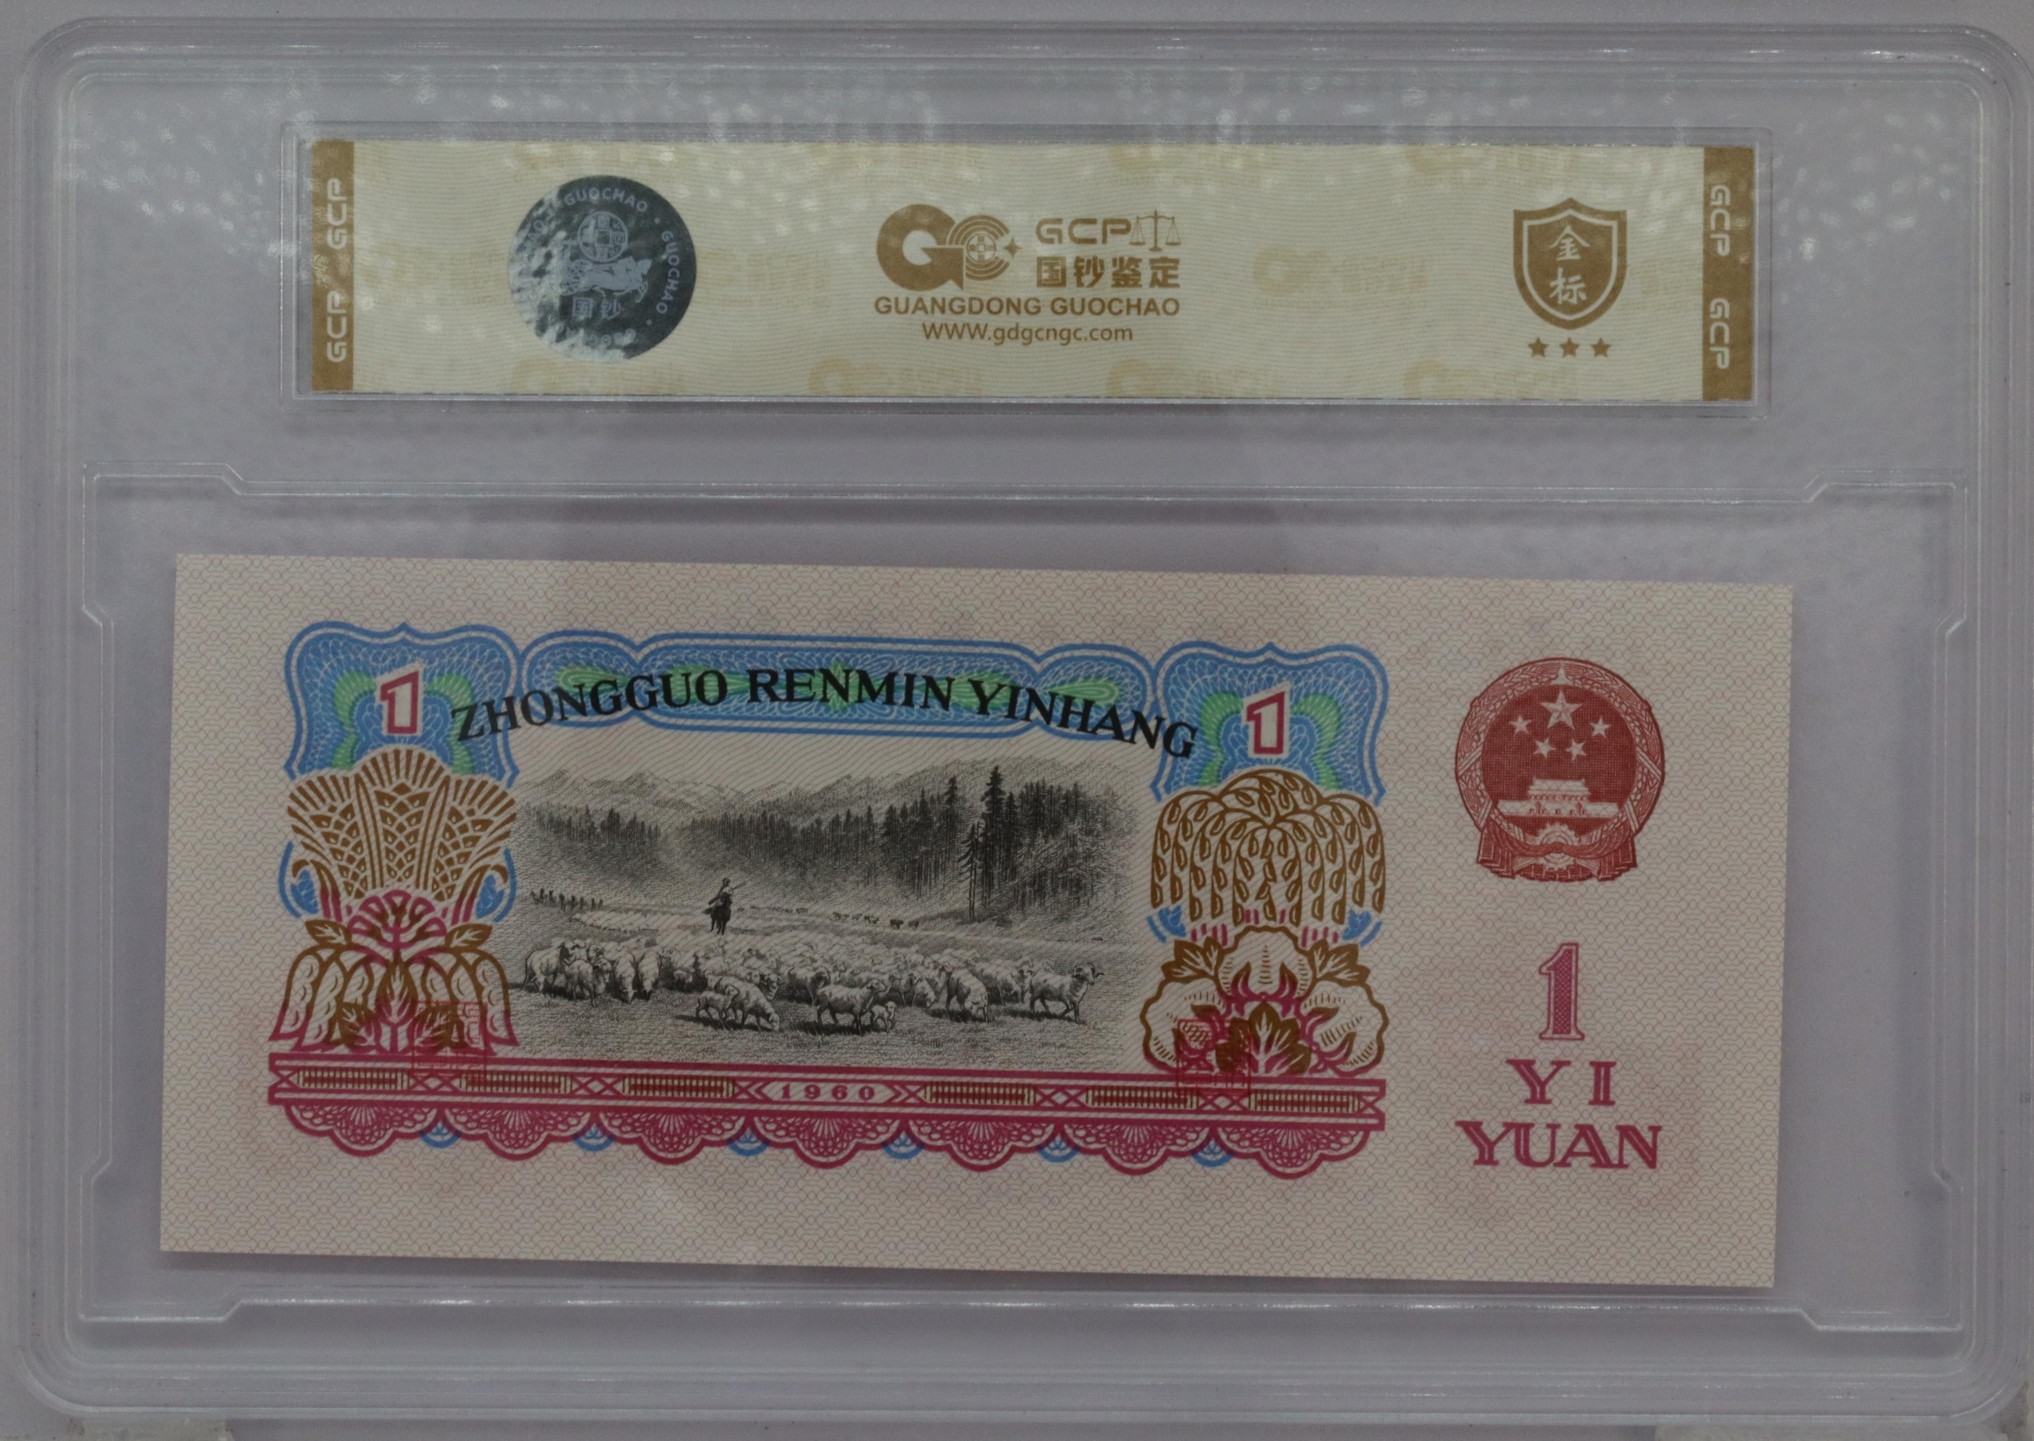 GCP GCP
GUOCHAO · GUOCHAO ·
国钞
GCP
国钞鉴定
GUANGDONG GUOCHAO
WWW.gdgcngc.com
金标
GCP GCP
ZHONGGUO RENMIN YINHANG
1
1
1960
1
YI
YUAN